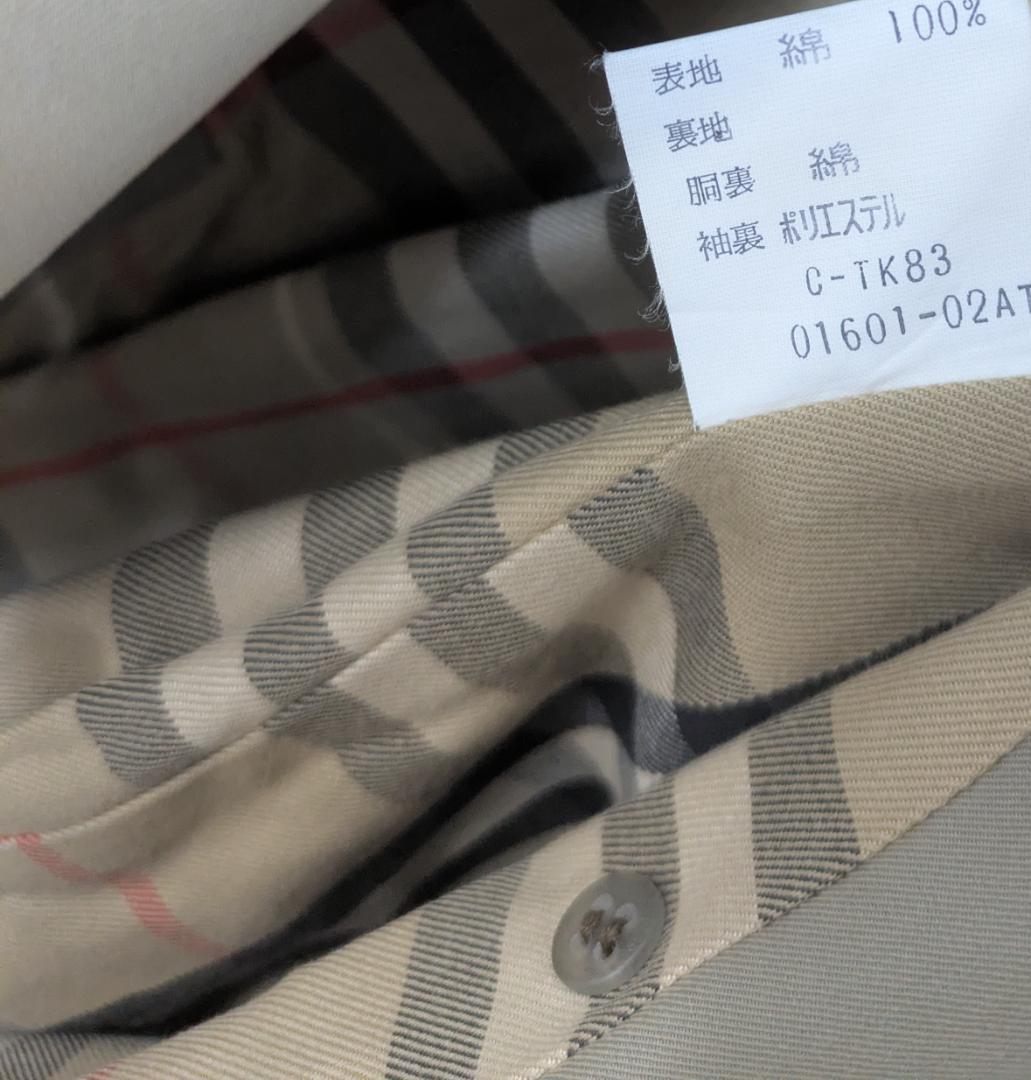 表地 綿 100%
裏地
胴裏 綿
袖裏 ポリエステル
C-TK83
01601-02AT